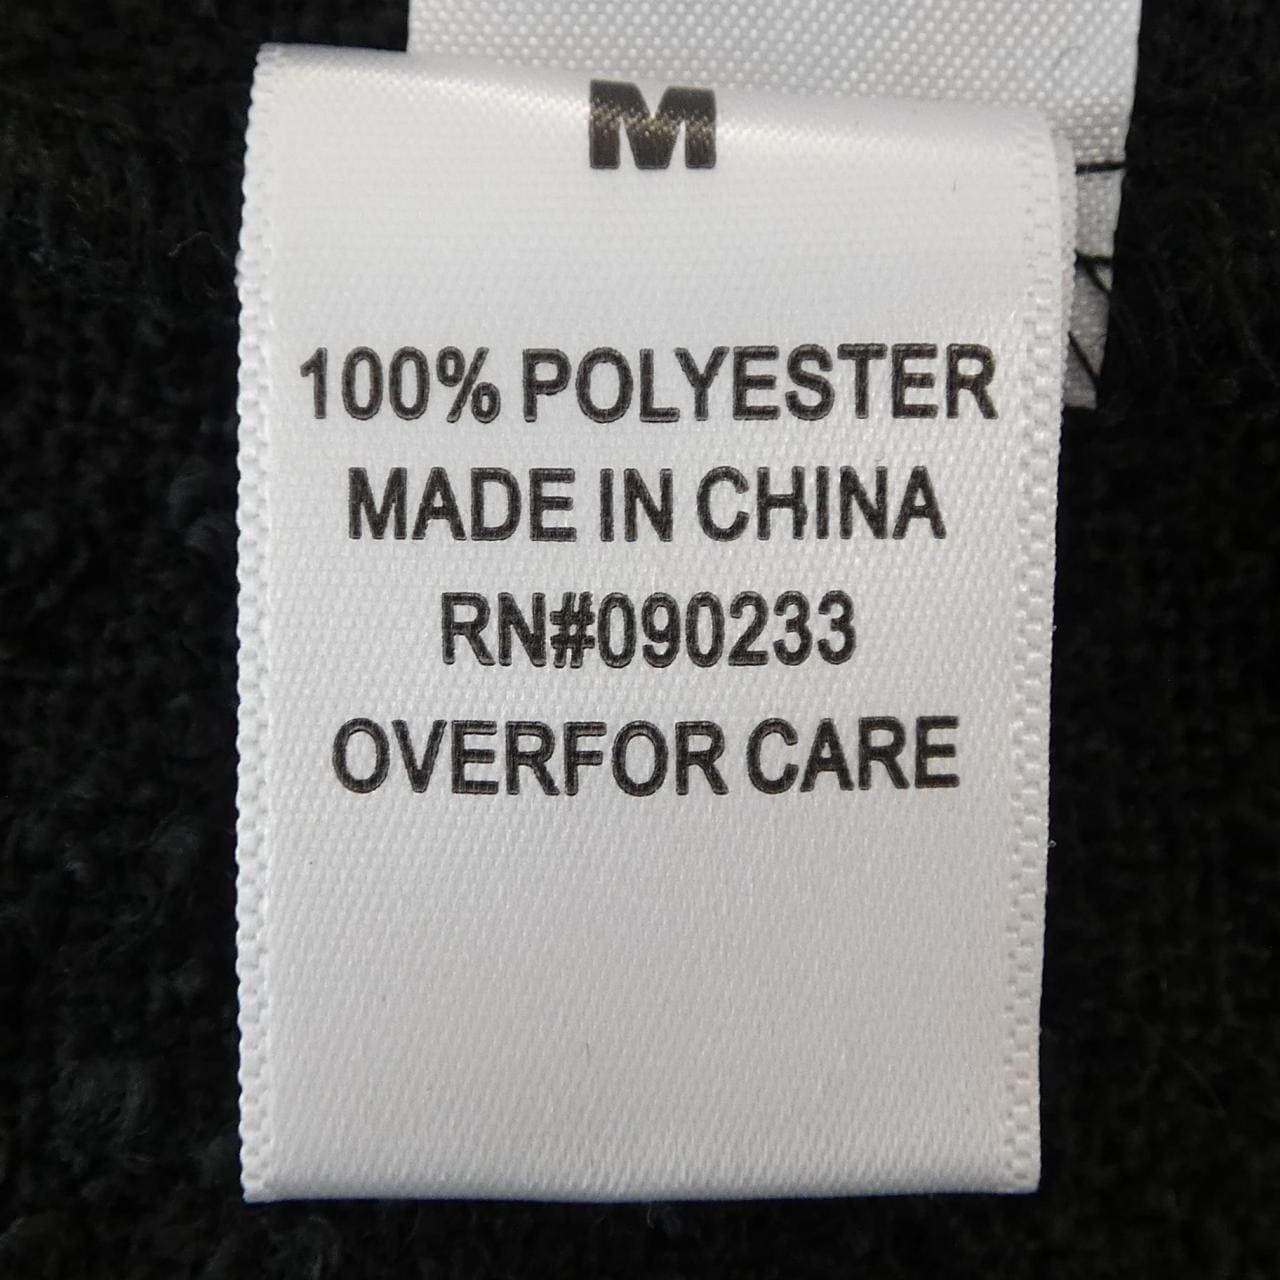 M
100% POLYESTER
MADE IN CHINA
RN#090233
OVERFOR CARE